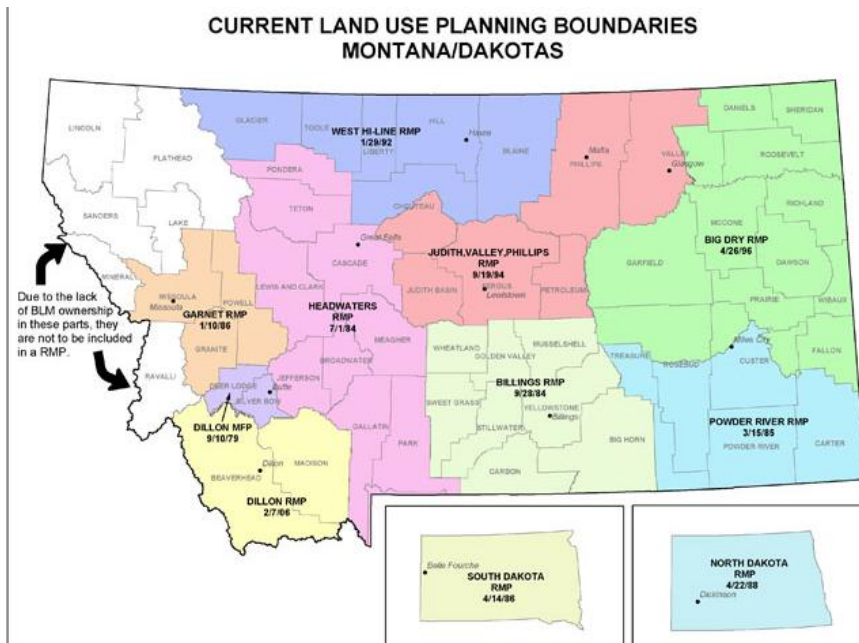 CURRENT LAND USE PLANNING BOUNDARIES
MONTANA/DAKOTAS
LINCOLN
FLATHEAD
SANDERS
LAKE
MINERAL
Due to the lack
of BLM ownership
in these parts, they
are not to be included
in a RMP.
RAVALLI
GLACIER
TOOLE
LIBERTY
HILL
BLAINE
CHOUTEAU
WEST HI-LINE RMP
1/29/92
Havre
PHILLIPS
Malta
VALLEY
Glasgow
JUDITH,VALLEY,PHILLIPS
RMP
9/19/94
JUDITH BASIN
FERGUS
Lewistown
PETROLEUM
DANIELS
SHERIDAN
ROOSEVELT
RICHLAND
MCCONE
BIG DRY RMP
4/26/96
GARFIELD
DAWSON
PRAIRIE
WIBAUX
FALLON
PONDERA
TETON
Great Falls
CASCADE
LEWIS AND CLARK
HEADWATERS
RMP
7/1/84
MEAGHER
BROADWATER
JEFFERSON
GALLATIN
PARK
MISSOULA
Missoula
POWELL
GARNET RMP
1/10/86
GRANITE
DEER LODGE
SILVER BOW
Butte
DILLON MFP
9/10/79
Dillon
MADISON
BEAVERHEAD
DILLON RMP
2/7/06
WHEATLAND
GOLDEN VALLEY
MUSSELSHELL
BILLINGS RMP
9/28/84
SWEET GRASS
YELLOWSTONE
Billings
STILLWATER
BIG HORN
CARBON
TREASURE
ROSEBUD
Miles City
CUSTER
POWDER RIVER RMP
3/15/85
POWDER RIVER
CARTER
Belle Fourche
SOUTH DAKOTA
RMP
4/14/86
NORTH DAKOTA
RMP
4/22/88
Dickinson